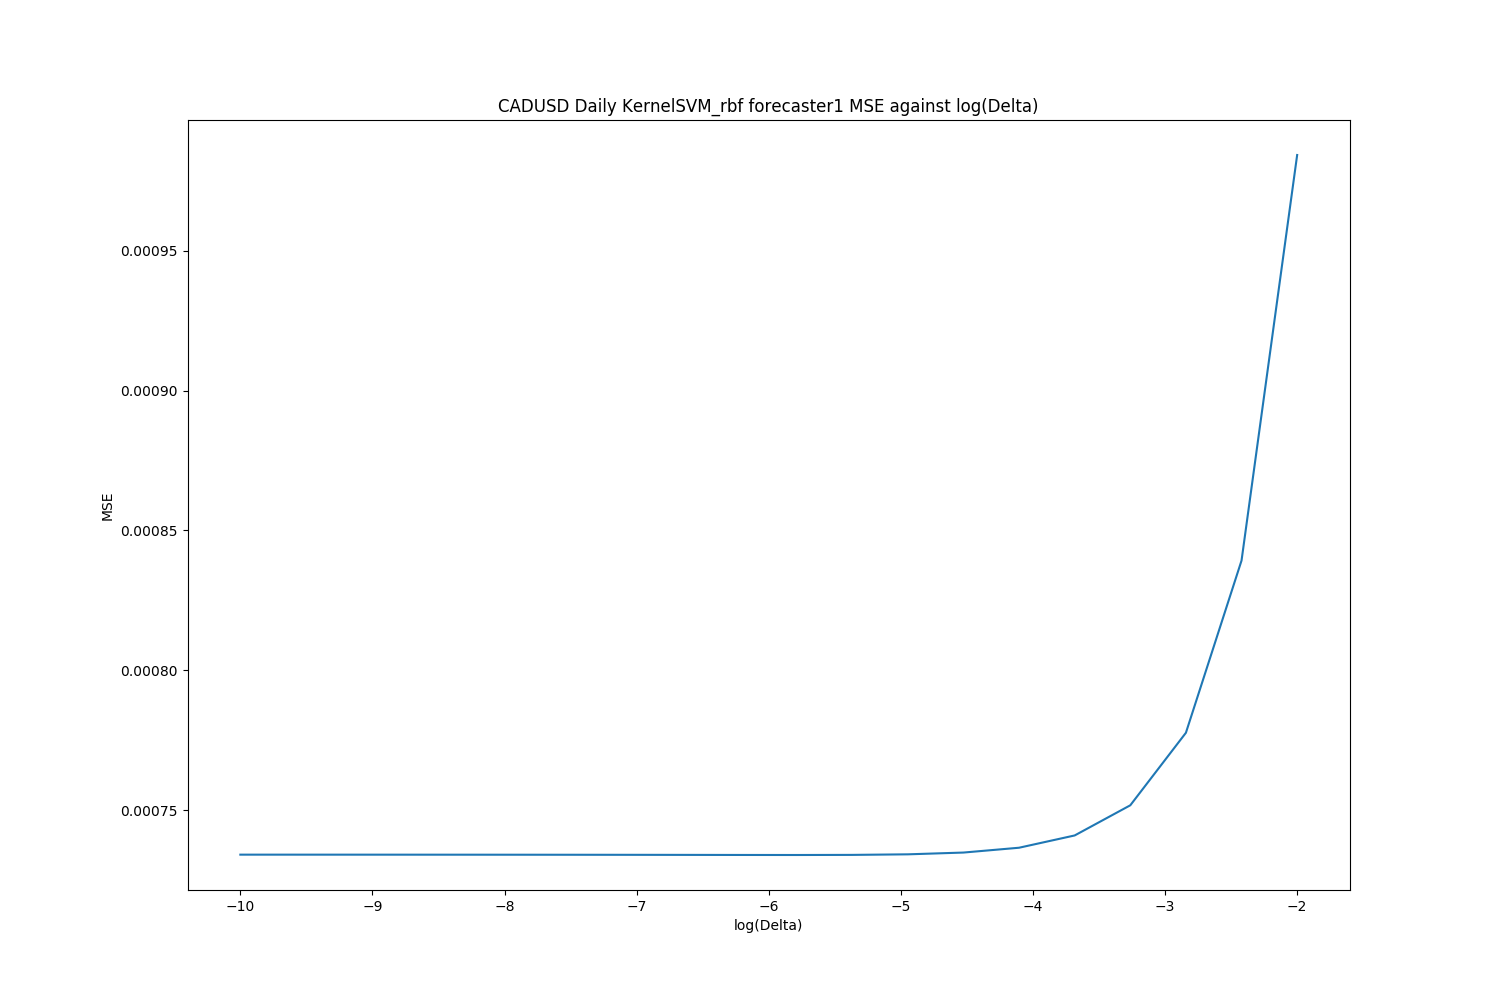 CADUSD Daily KernelSVM_rbf forecaster1 MSE against log(Delta)
0.00095
0.00090
0.00085
MSE
0.00080
0.00075
−10 −9 −8 −7 −6 −5 −4 −3 −2
log(Delta)